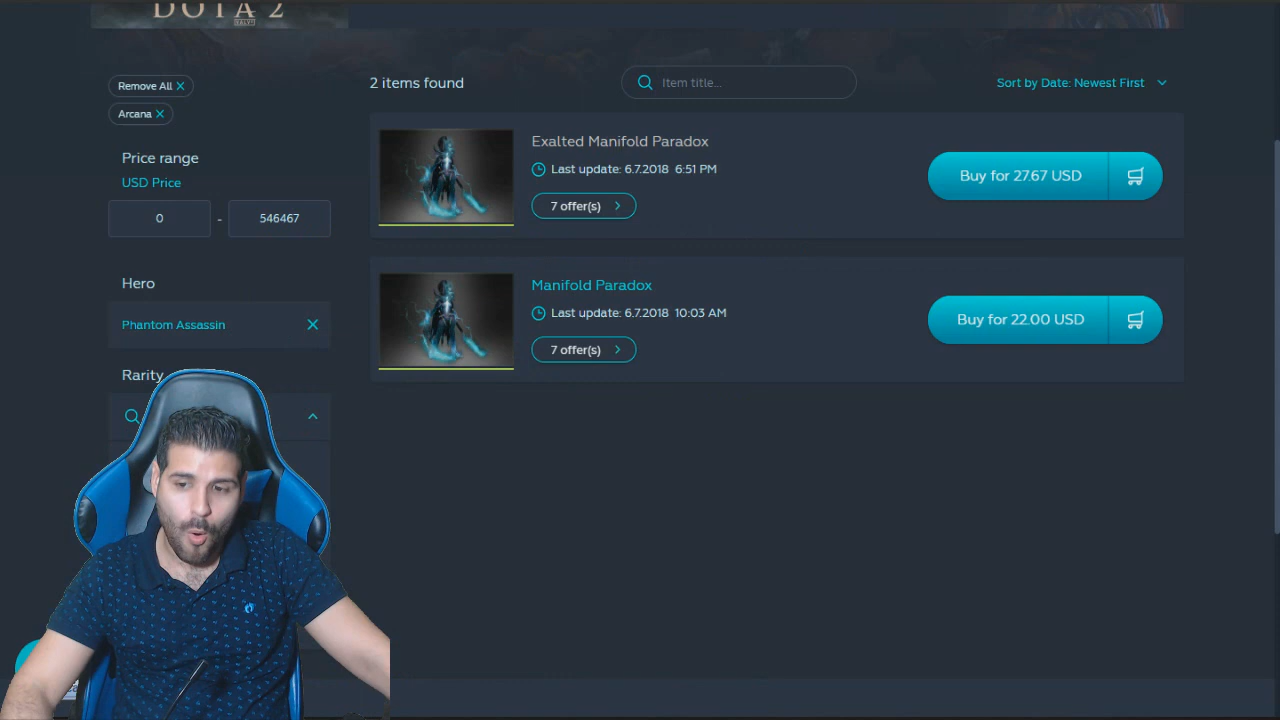 DOTA 2
VALVE
Remove All ×
Arcana ×
2 items found
Item title...
Sort by Date: Newest First
Price range
USD Price
0 - 546467
Hero
Phantom Assassin ×
Rarity
Exalted Manifold Paradox
Last update: 6.7.2018 6:51 PM
7 offer(s) >
Buy for 27.67 USD
Manifold Paradox
Last update: 6.7.2018 10:03 AM
7 offer(s) >
Buy for 22.00 USD